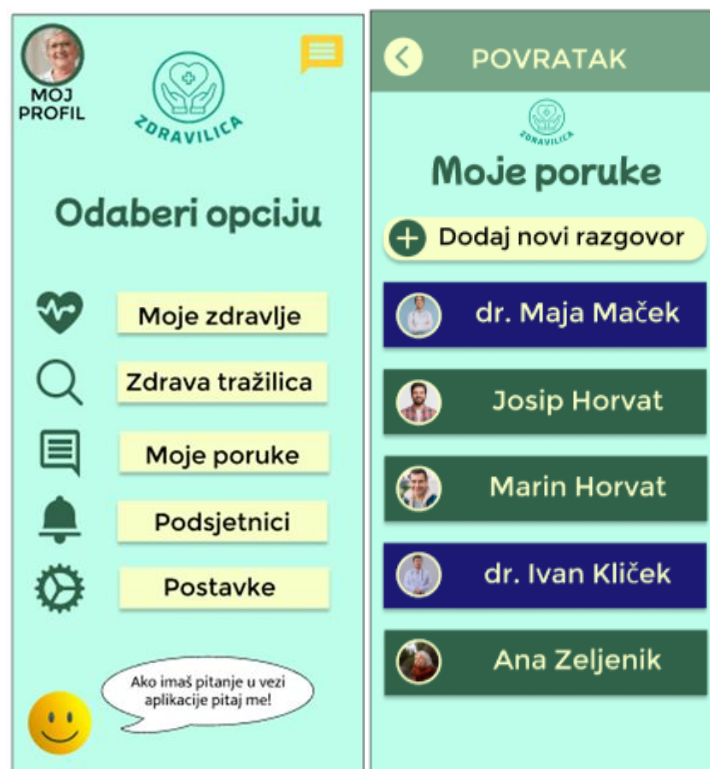 MOJ
PROFIL
ZDRAVILICA
Odaberi opciju
Moje zdravlje
Zdrava tražilica
Moje poruke
Podsjetnici
Postavke
Ako imaš pitanje u vezi
aplikacije pitaj me!
POVRATAK
ZDRAVILICA
Moje poruke
Dodaj novi razgovor
dr. Maja Maček
Josip Horvat
Marin Horvat
dr. Ivan Kliček
Ana Zeljenik